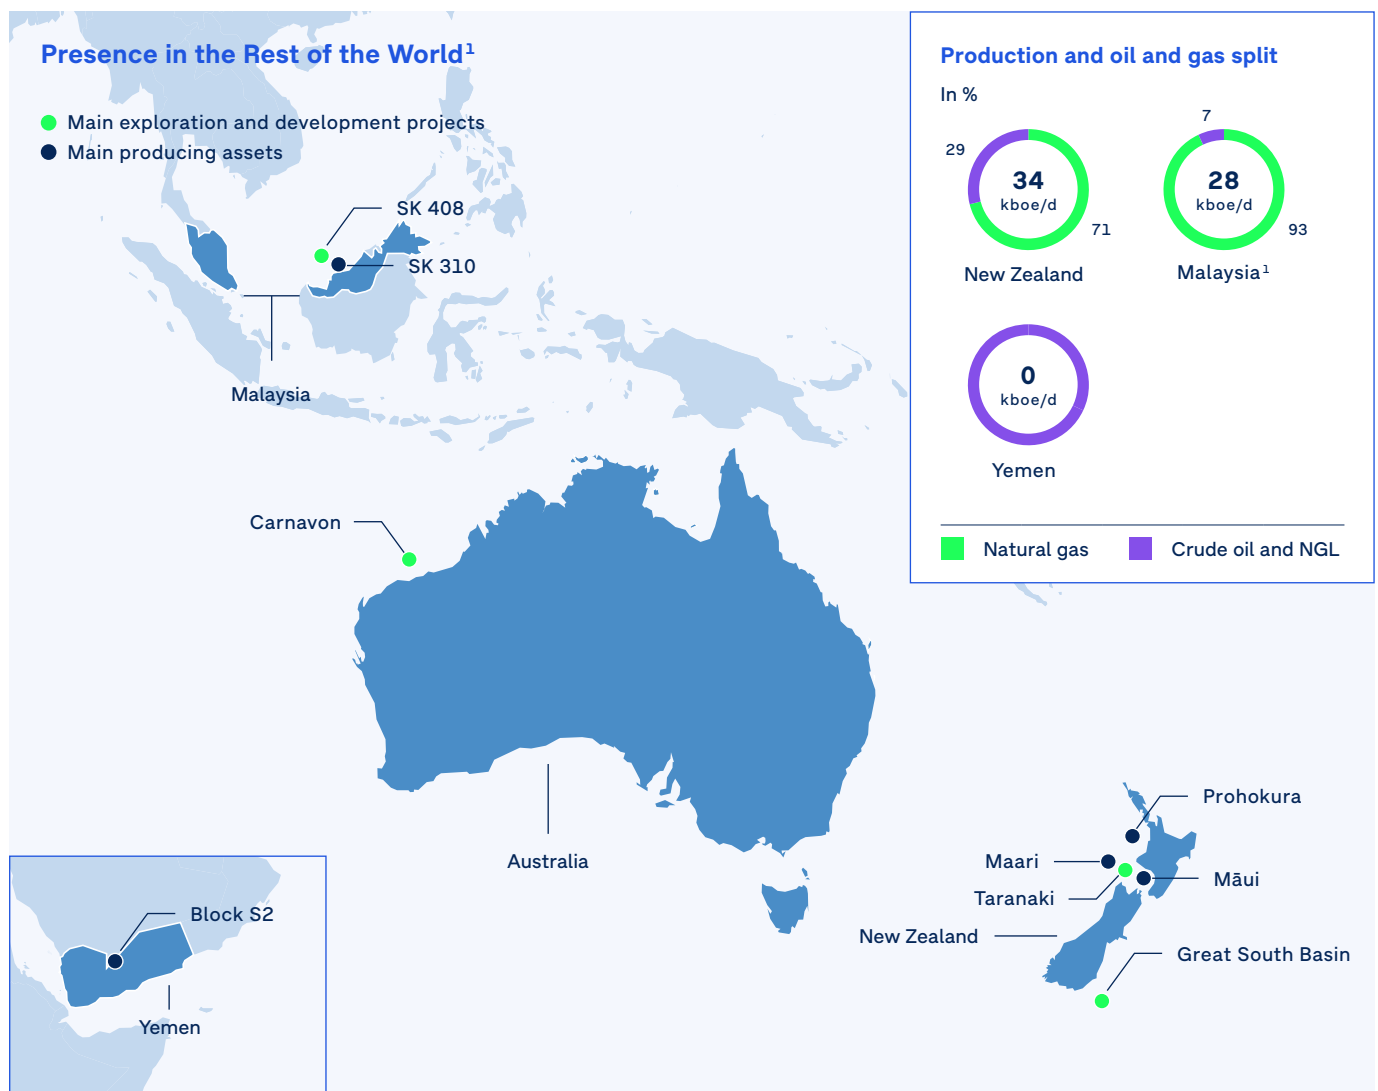 Presence in the Rest of the World¹
Main exploration and development projects
Main producing assets
SK 408
SK 310
Malaysia
Carnavon
Australia
Block S2
Yemen
Prohokura
Maari
Māui
Taranaki
New Zealand
Great South Basin
Production and oil and gas split
In %
29
34
kboe/d
71
New Zealand
7
28
kboe/d
93
Malaysia¹
0
kboe/d
Yemen
Natural gas
Crude oil and NGL